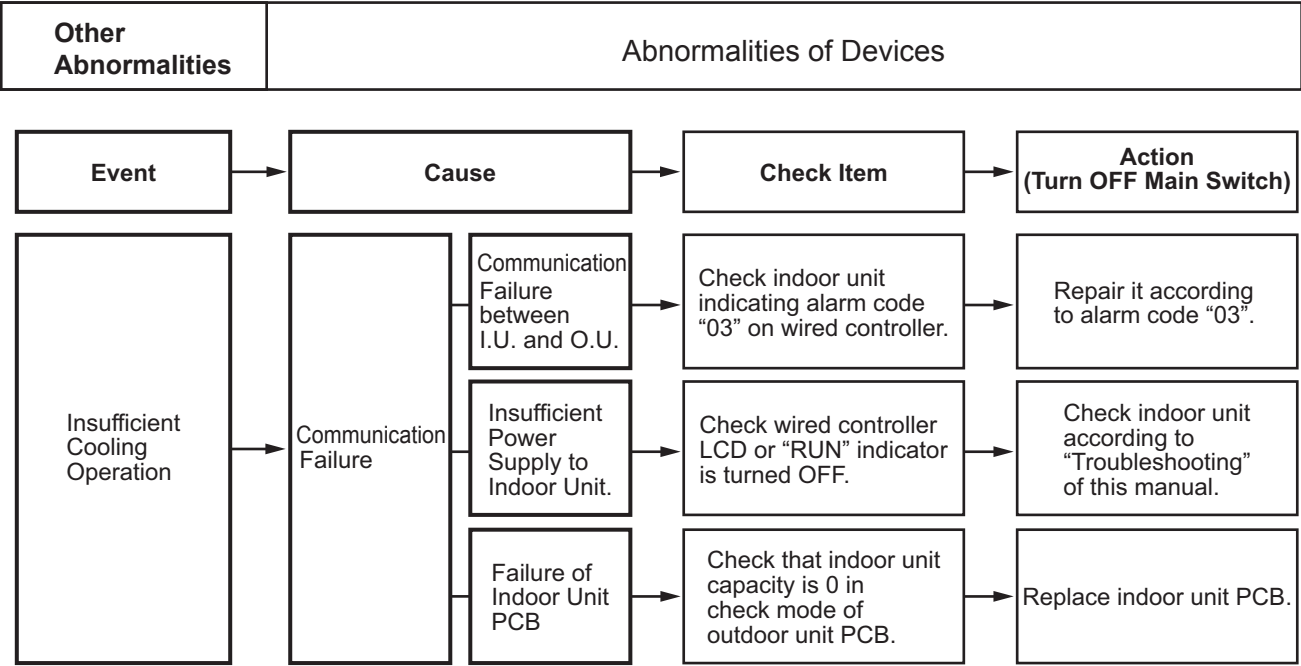 Other
Abnormalities
Abnormalities of Devices
Event
Cause
Check Item
Action
(Turn OFF Main Switch)
Insufficient
Cooling
Operation
Communication
Failure
Communication
Failure
between
I.U. and O.U.
Check indoor unit
indicating alarm code
“03” on wired controller.
Repair it according
to alarm code “03”.
Insufficient
Power
Supply to
Indoor Unit.
Check wired controller
LCD or “RUN” indicator
is turned OFF.
Check indoor unit
according to
“Troubleshooting”
of this manual.
Failure of
Indoor Unit
PCB
Check that indoor unit
capacity is 0 in
check mode of
outdoor unit PCB.
Replace indoor unit PCB.